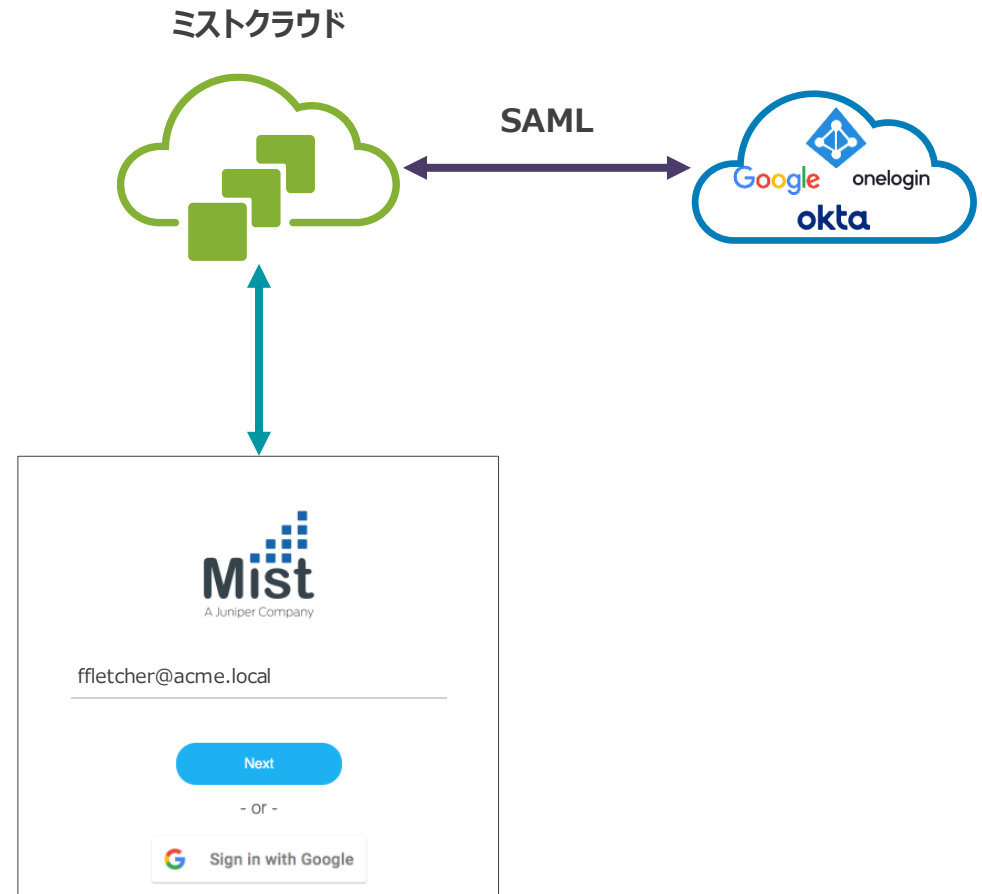 ミストクラウド
SAML
Google
onelogin
okta
Mist
A Juniper Company
ffletcher@acme.local
Next
- or -
Sign in with Google